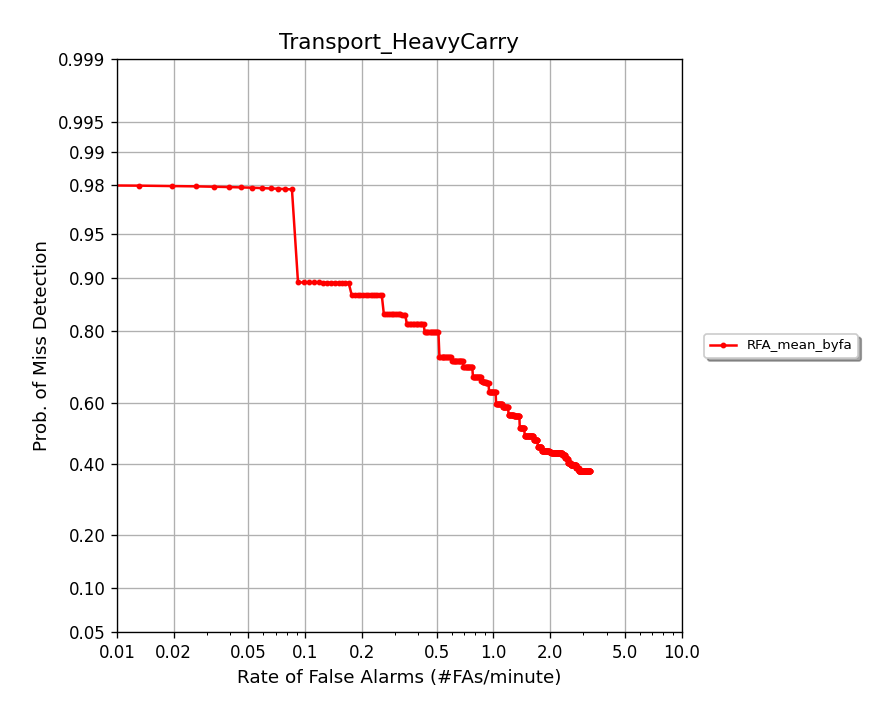 Transport_HeavyCarry
0.999
0.995
0.99
0.98
0.95
0.90
0.80
0.60
0.40
0.20
0.10
0.05
Prob. of Miss Detection
0.01 0.02 0.05 0.1 0.2 0.5 1.0 2.0 5.0 10.0
Rate of False Alarms (#FAs/minute)
RFA_mean_byfa